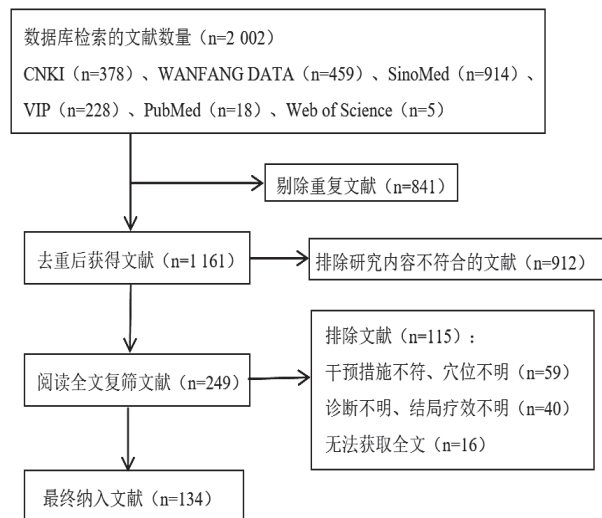 数据库检索的文献数量（n=2 002）
CNKI（n=378）、WANFANG DATA（n=459）、SinoMed（n=914）、
VIP（n=228）、PubMed（n=18）、Web of Science（n=5）
剔除重复文献（n=841）
去重后获得文献（n=1 161）
排除研究内容不符合的文献（n=912）
排除文献（n=115）：
干预措施不符、穴位不明（n=59）
诊断不明、结局疗效不明（n=40）
无法获取全文（n=16）
阅读全文复筛文献（n=249）
最终纳入文献（n=134）